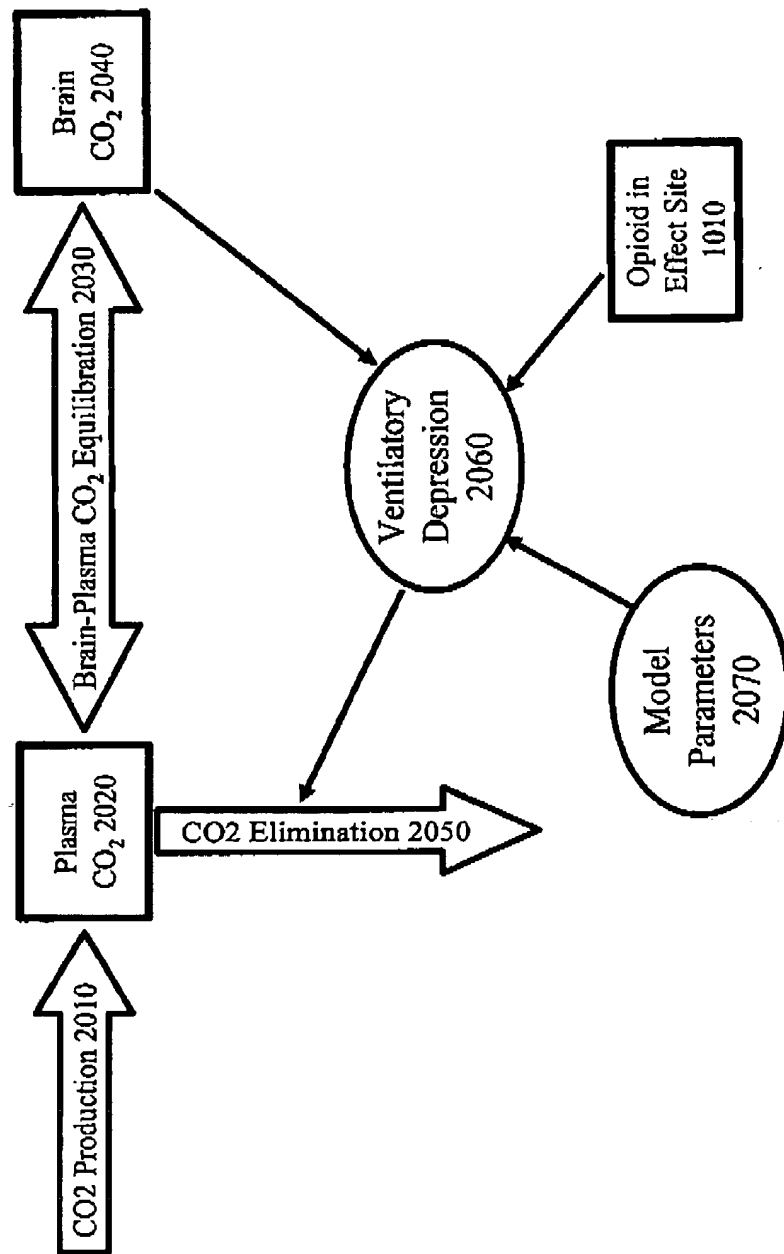 CO2 Production 2010
Plasma
CO₂ 2020
Brain-Plasma CO₂ Equilibration 2030
Brain
CO₂ 2040
CO2 Elimination 2050
Ventilatory
Depression
2060
Model
Parameters
2070
Opioid in
Effect Site
1010